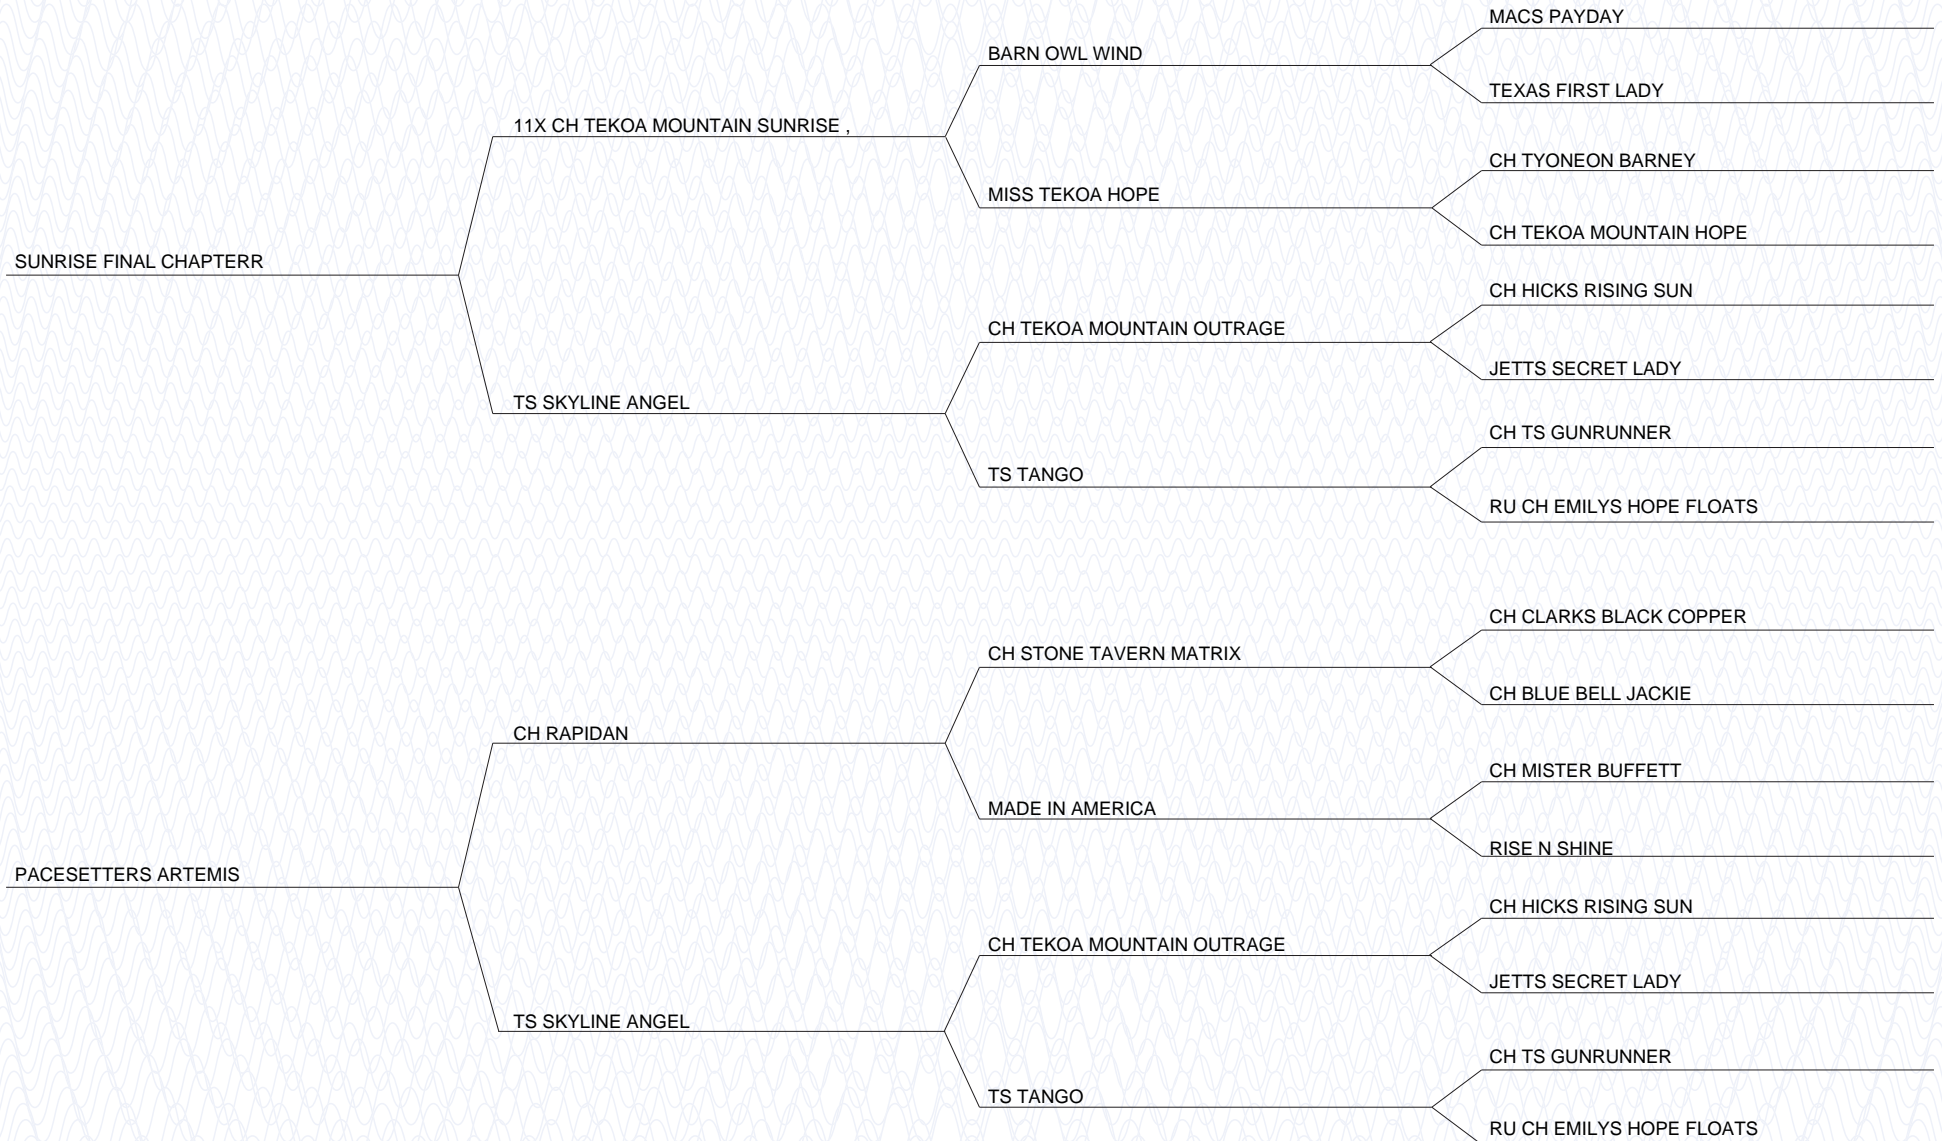 MACS PAYDAY
BARN OWL WIND
TEXAS FIRST LADY
11X CH TEKOA MOUNTAIN SUNRISE ,
CH TYONEON BARNEY
MISS TEKOA HOPE
CH TEKOA MOUNTAIN HOPE
SUNRISE FINAL CHAPTERR
CH HICKS RISING SUN
CH TEKOA MOUNTAIN OUTRAGE
JETTS SECRET LADY
TS SKYLINE ANGEL
CH TS GUNRUNNER
TS TANGO
RU CH EMILYS HOPE FLOATS
CH CLARKS BLACK COPPER
CH STONE TAVERN MATRIX
CH BLUE BELL JACKIE
CH RAPIDAN
CH MISTER BUFFETT
MADE IN AMERICA
RISE N SHINE
PACESETTERS ARTEMIS
CH HICKS RISING SUN
CH TEKOA MOUNTAIN OUTRAGE
JETTS SECRET LADY
TS SKYLINE ANGEL
CH TS GUNRUNNER
TS TANGO
RU CH EMILYS HOPE FLOATS